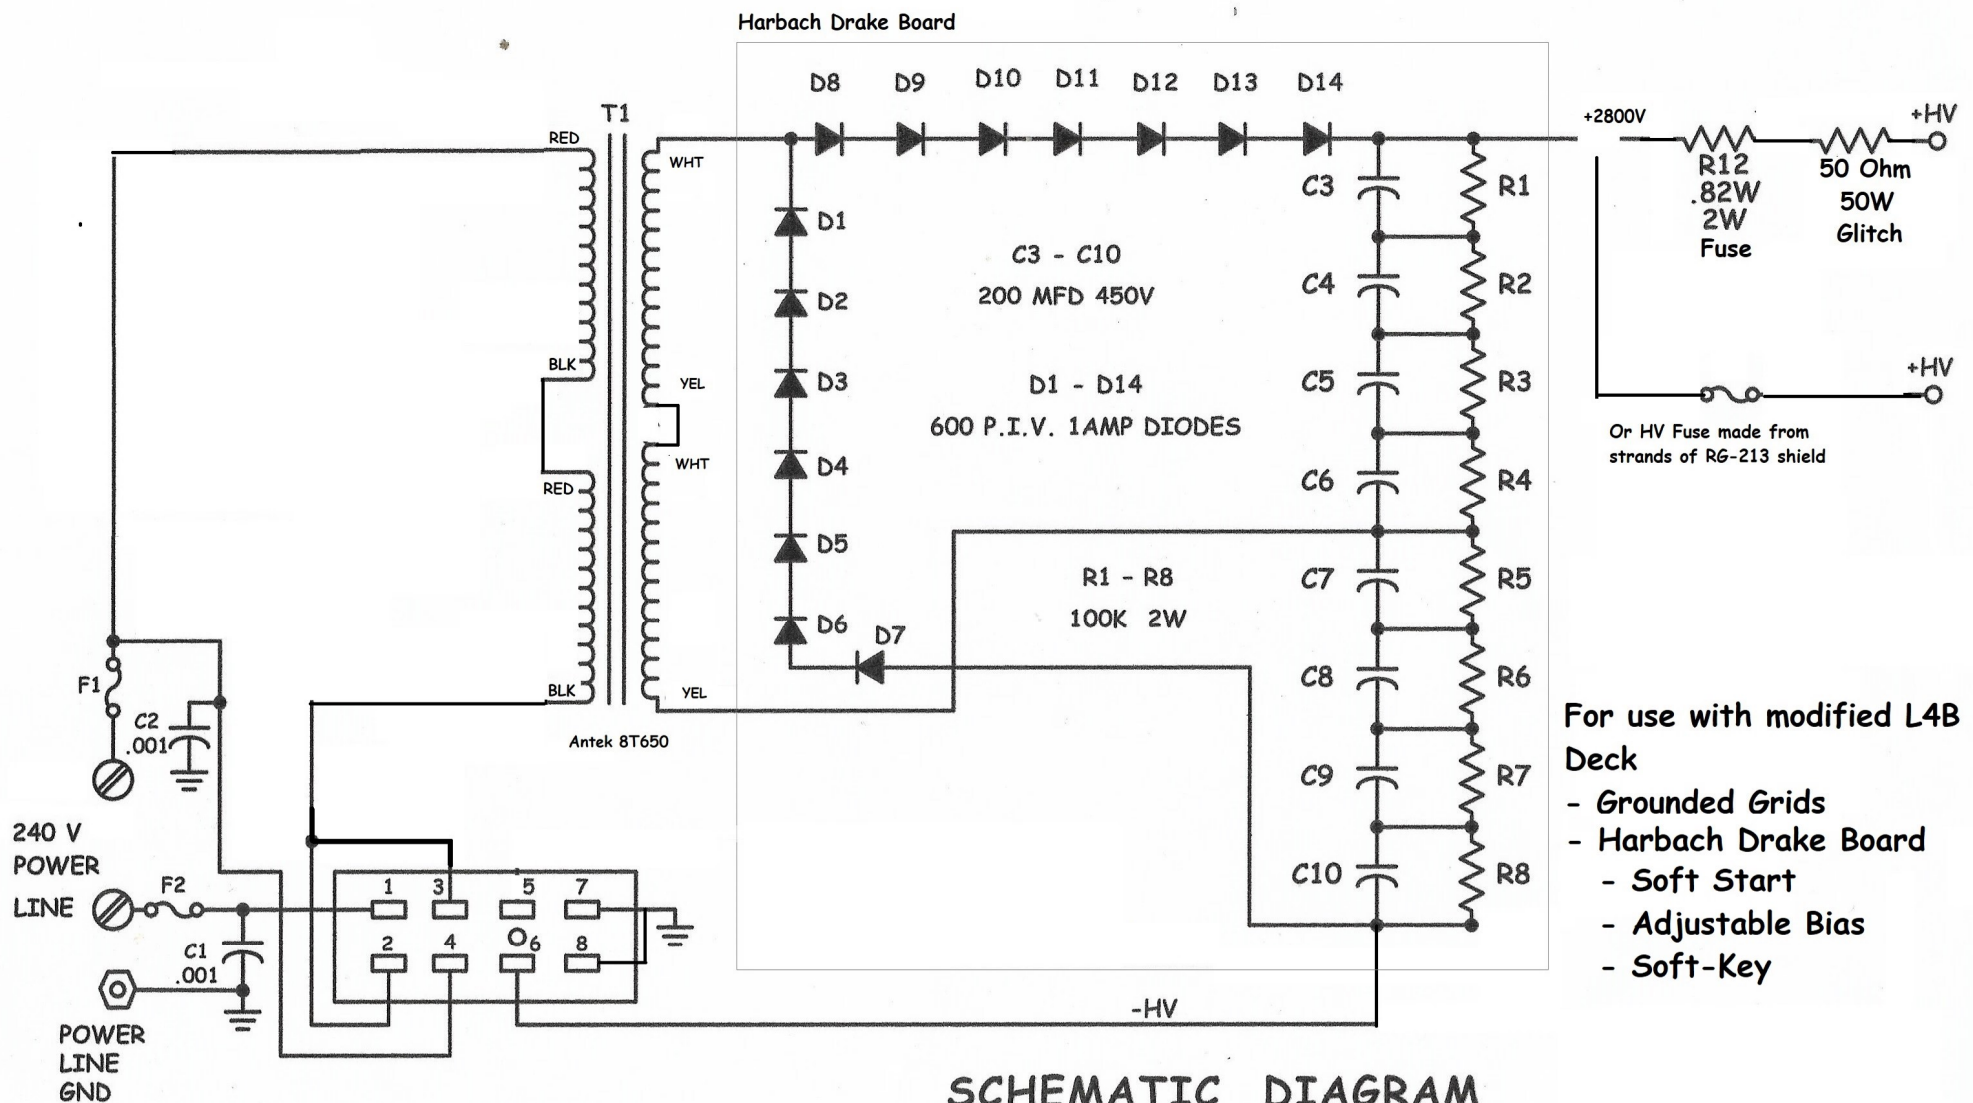 Harbach Drake Board
D8 D9 D10 D11 D12 D13 D14
T1
RED
WHT
+2800V
+HV
R12
.82W
2W
Fuse
50 Ohm
50W
Glitch
D1
D2
D3
D4
D5
D6
D7
C3 - C10
200 MFD 450V
D1 - D14
600 P.I.V. 1AMP DIODES
R1 - R8
100K 2W
C3 R1
C4 R2
C5 R3
C6 R4
C7 R5
C8 R6
C9 R7
C10 R8
BLK
YEL
RED
WHT
BLK
YEL
Antek 8T650
+HV
Or HV Fuse made from
strands of RG-213 shield
F1
C2
.001
240 V
POWER
LINE
F2
C1
.001
POWER
LINE
GND
1 3 5 7
2 4 6 8
-HV
For use with modified L4B
Deck
- Grounded Grids
- Harbach Drake Board
- Soft Start
- Adjustable Bias
- Soft-Key
SCHEMATIC DIAGRAM